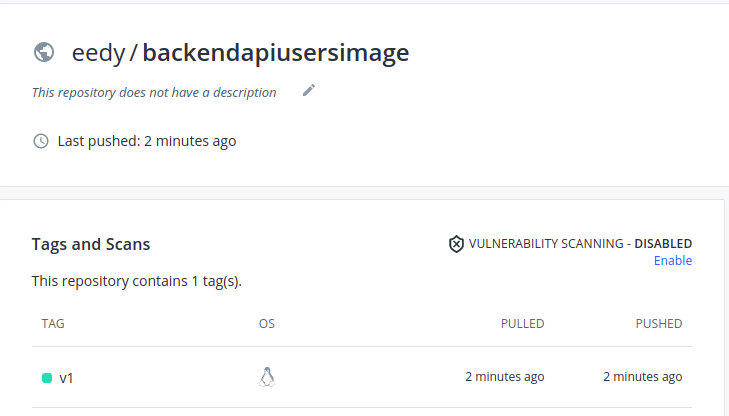 eedy / backendapiusersimage
This repository does not have a description
Last pushed: 2 minutes ago
Tags and Scans
VULNERABILITY SCANNING - DISABLED
Enable
This repository contains 1 tag(s).
TAG OS PULLED PUSHED
v1 2 minutes ago 2 minutes ago